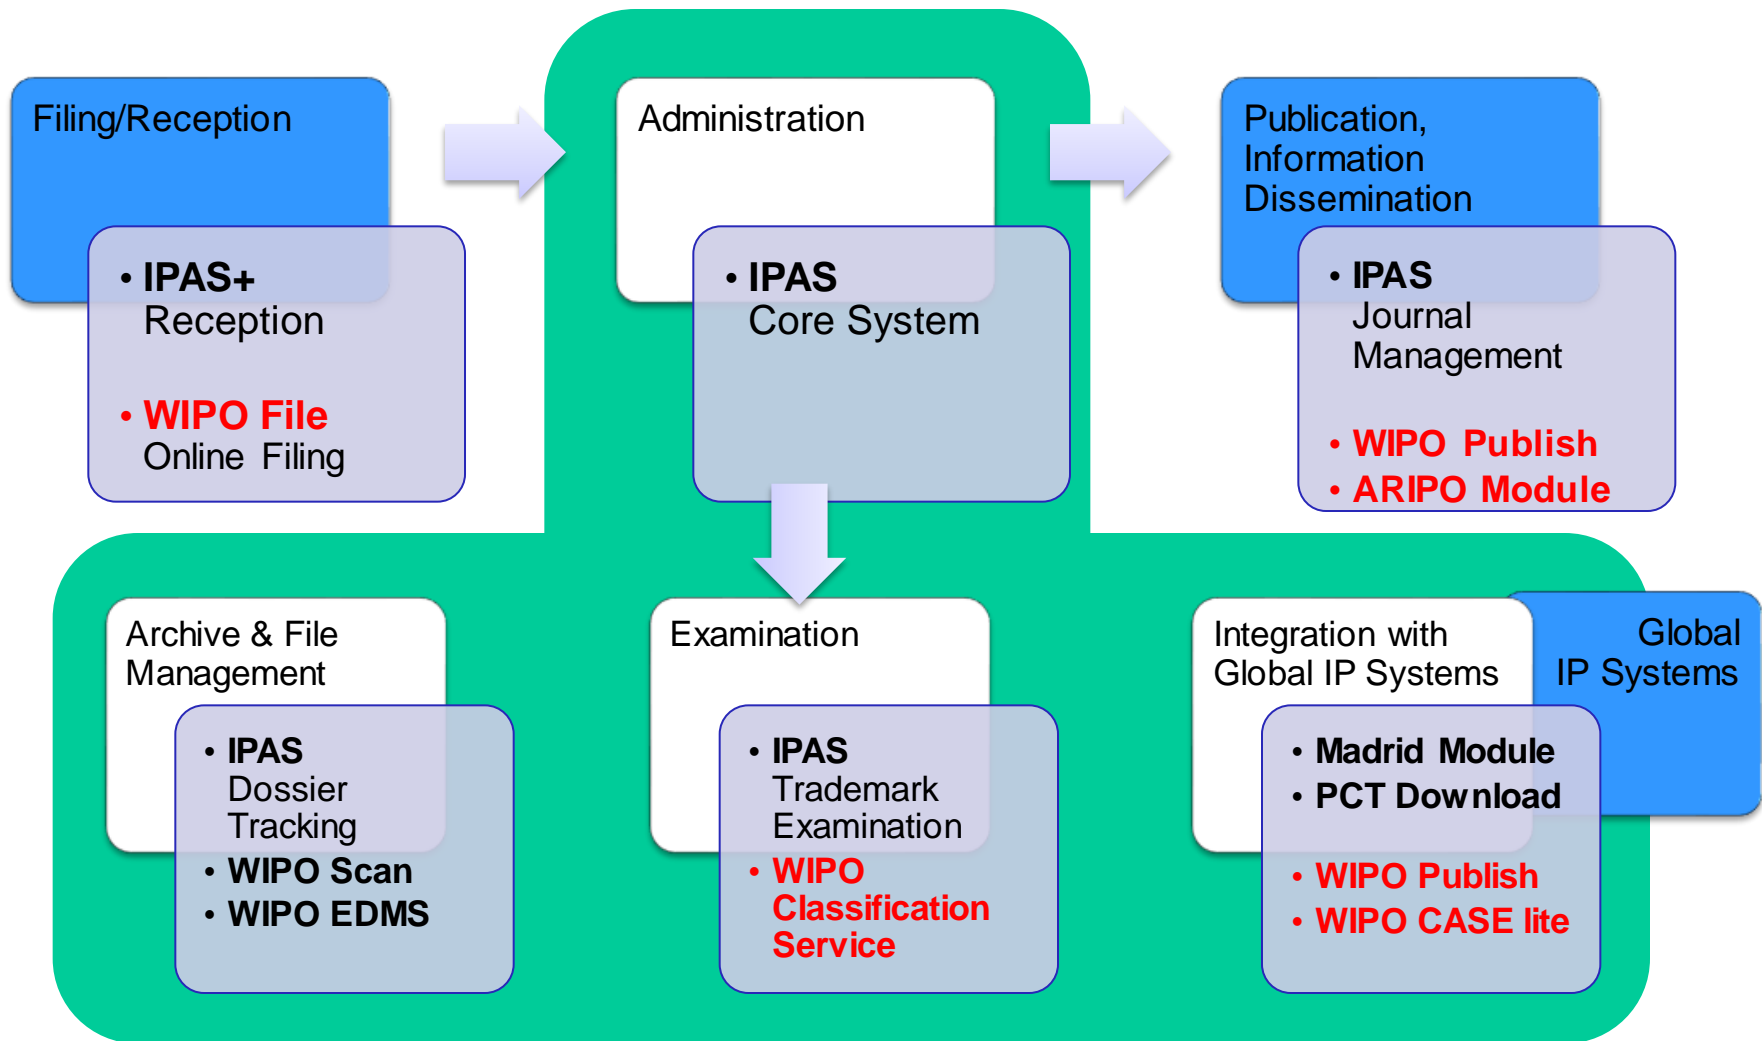 Filing/Reception
• IPAS+
Reception
• WIPO File
Online Filing
Administration
• IPAS
Core System
Publication,
Information
Dissemination
• IPAS
Journal
Management
• WIPO Publish
• ARIPO Module
Archive & File
Management
• IPAS
Dossier
Tracking
• WIPO Scan
• WIPO EDMS
Examination
• IPAS
Trademark
Examination
• WIPO
Classification
Service
Integration with
Global IP Systems
• Madrid Module
• PCT Download
• WIPO Publish
• WIPO CASE lite
Global
IP Systems